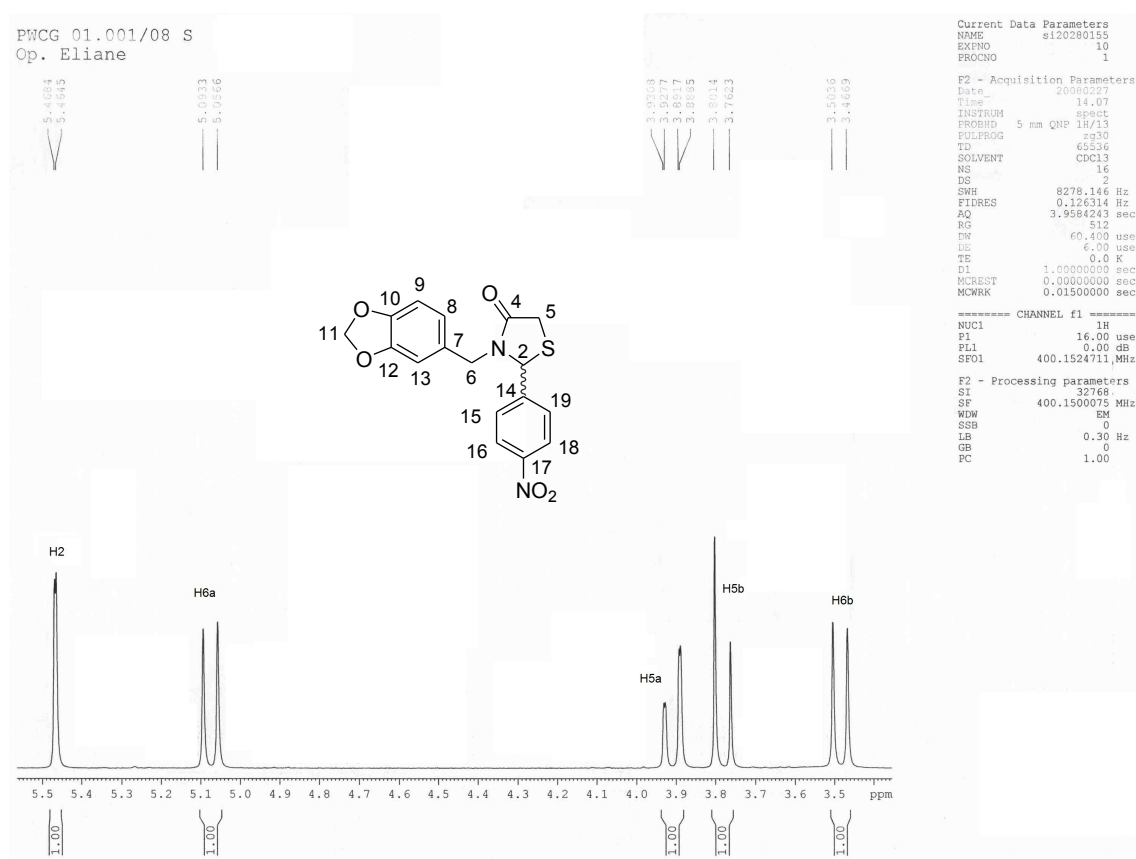 PWCG 01.001/08 S
Op. Eliane
5.4684
5.4645
5.0933
5.0566
3.9308
3.9277
3.8917
3.8885
3.8014
3.7623
3.5036
3.4669
Current Data Parameters
NAME si20280155
EXPNO 10
PROCNO 1
F2 - Acquisition Parameters
Date_ 20080227
Time 14.07
INSTRUM spect
PROBHD 5 mm QNP 1H/13
PULPROG zg30
TD 65536
SOLVENT CDCl3
NS 16
DS 2
SWH 8278.146 Hz
FIDRES 0.126314 Hz
AQ 3.9584243 sec
RG 512
DW 60.400 use
DE 6.00 use
TE 0.0 K
D1 1.00000000 sec
MCREST 0.00000000 sec
MCWRK 0.01500000 sec
======== CHANNEL f1 =======
NUC1 1H
P1 16.00 use
PL1 0.00 dB
SFO1 400.1524711 MHz
F2 - Processing parameters
SI 32768
SF 400.1500075 MHz
WDW EM
SSB 0
LB 0.30 Hz
GB 0
PC 1.00
9
O
10
8
O
4
5
11
O
7
N
S
12
13
6
2
14
19
15
16
18
17
NO2
H2
H6a
H5a
H5b
H6b
5.5 5.4 5.3 5.2 5.1 5.0 4.9 4.8 4.7 4.6 4.5 4.4 4.3 4.2 4.1 4.0 3.9 3.8 3.7 3.6 3.5 ppm
1.00 1.00 1.00 1.00 1.00